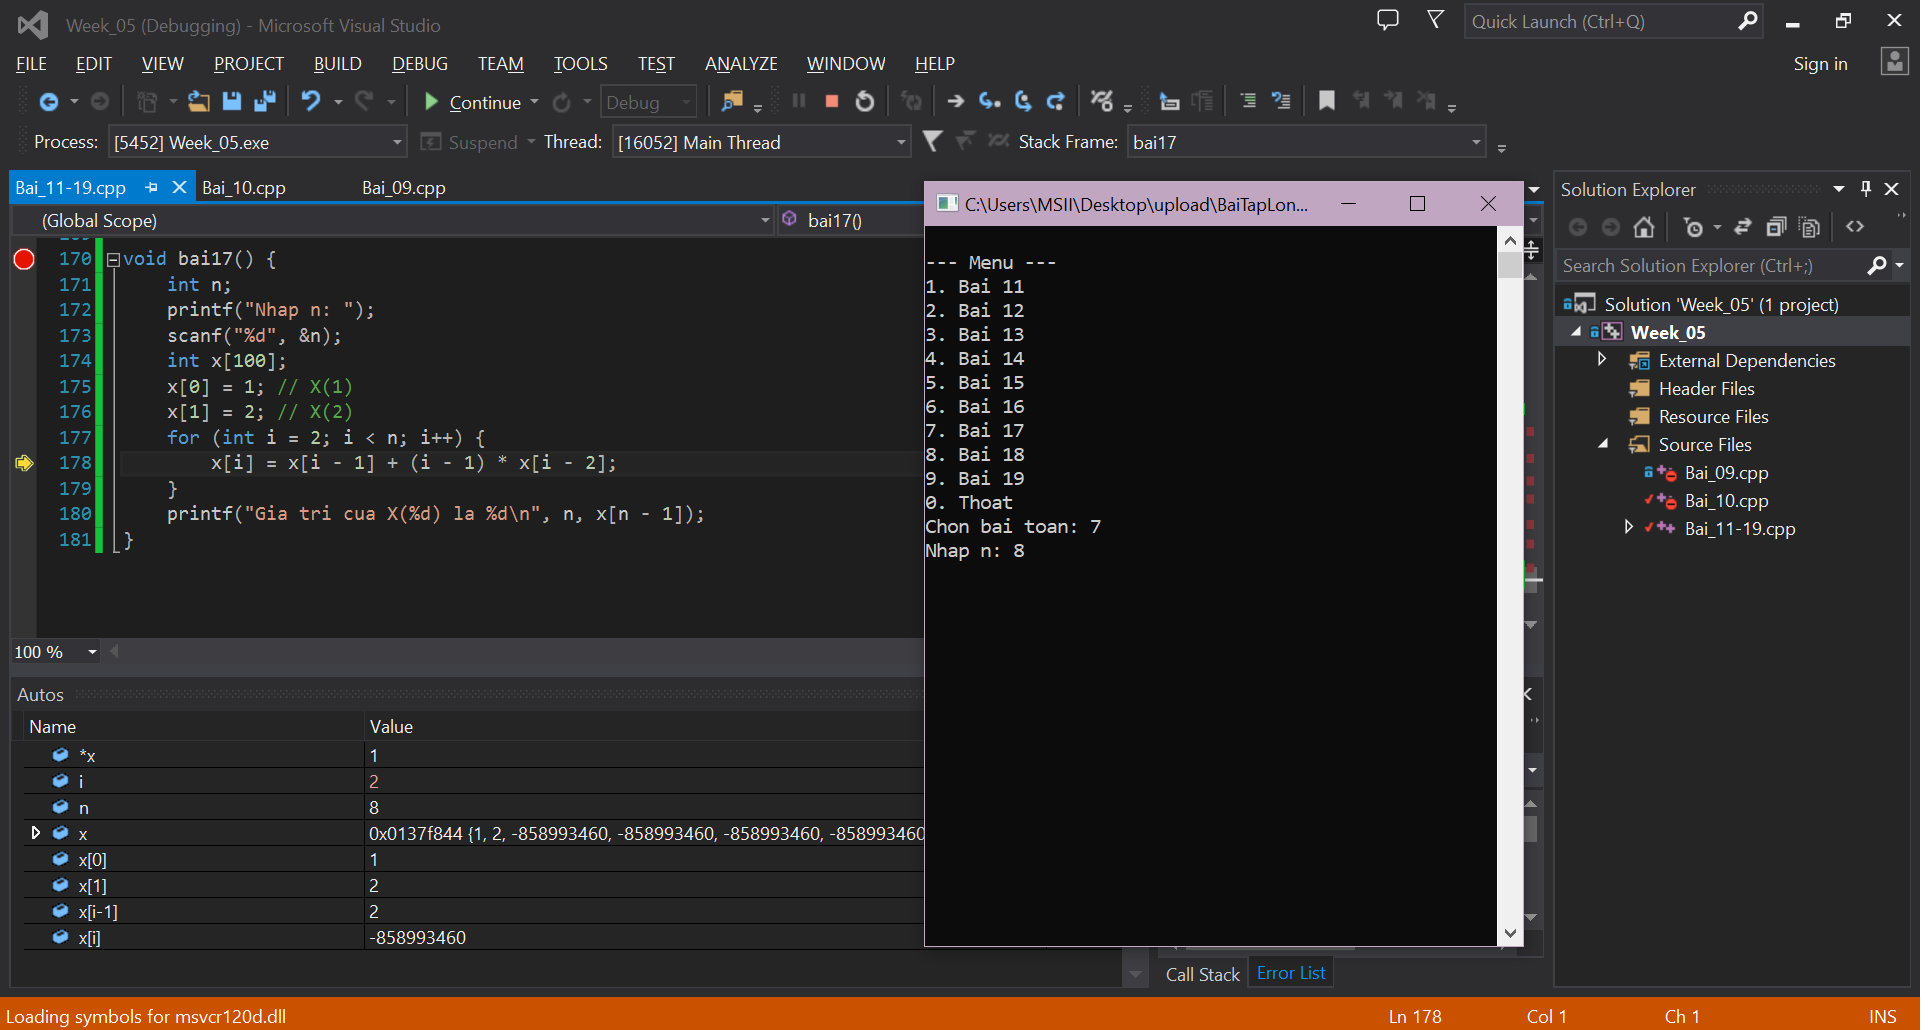 Week_05 (Debugging) - Microsoft Visual Studio
Quick Launch (Ctrl+Q)
FILE EDIT VIEW PROJECT BUILD DEBUG TEAM TOOLS TEST ANALYZE WINDOW HELP
Sign in
Continue Debug
Process: [5452] Week_05.exe Suspend Thread: [16052] Main Thread Stack Frame: bai17
Bai_11-19.cpp Bai_10.cpp Bai_09.cpp
(Global Scope) bai17()
170 void bai17() {
171 int n;
172 printf("Nhap n: ");
173 scanf("%d", &n);
174 int x[100];
175 x[0] = 1; // X(1)
176 x[1] = 2; // X(2)
177 for (int i = 2; i < n; i++) {
178 x[i] = x[i - 1] + (i - 1) * x[i - 2];
179 }
180 printf("Gia tri cua X(%d) la %d\n", n, x[n - 1]);
181 }
100 %
C:\Users\MSII\Desktop\upload\BaiTapLon...
--- Menu ---
1. Bai 11
2. Bai 12
3. Bai 13
4. Bai 14
5. Bai 15
6. Bai 16
7. Bai 17
8. Bai 18
9. Bai 19
0. Thoat
Chon bai toan: 7
Nhap n: 8
Solution Explorer
Search Solution Explorer (Ctrl+;)
Solution 'Week_05' (1 project)
Week_05
External Dependencies
Header Files
Resource Files
Source Files
Bai_09.cpp
Bai_10.cpp
Bai_11-19.cpp
Autos
Name Value
*x 1
i 2
n 8
x 0x0137f844 {1, 2, -858993460, -858993460, -858993460, -858993460
x[0] 1
x[1] 2
x[i-1] 2
x[i] -858993460
Call Stack Error List
Loading symbols for msvcr120d.dll
Ln 178 Col 1 Ch 1 INS